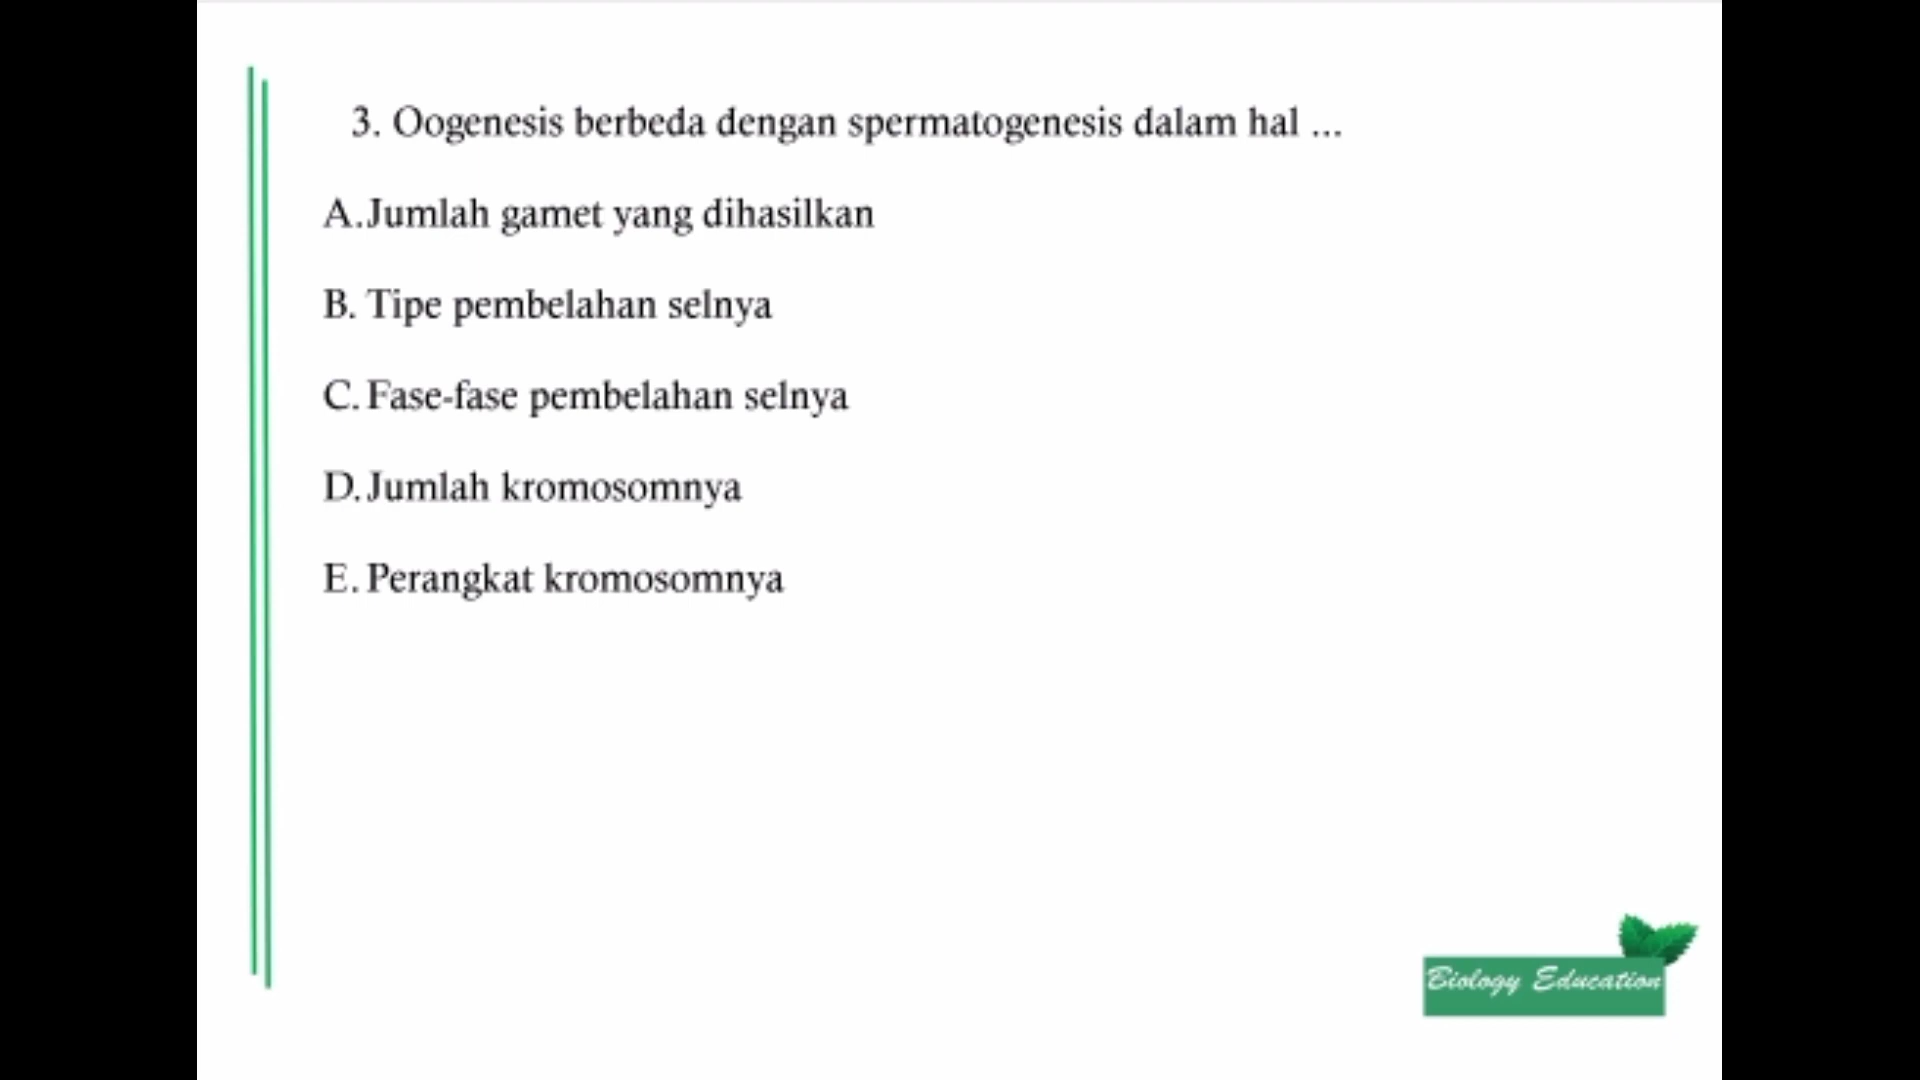 3. Oogenesis berbeda dengan spermatogenesis dalam hal ...
A. Jumlah gamet yang dihasilkan
B. Tipe pembelahan selnya
C. Fase-fase pembelahan selnya
D. Jumlah kromosomnya
E. Perangkat kromosomnya
Biology Education